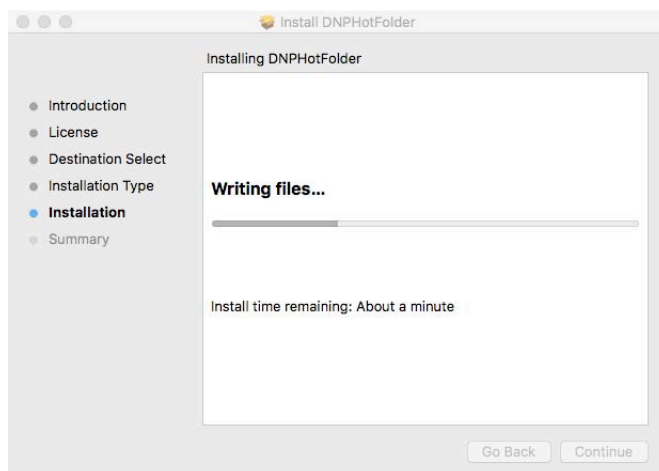 Install DNPHotFolder
Installing DNPHotFolder
Introduction
License
Destination Select
Installation Type
Installation
Summary
Writing files...
Install time remaining: About a minute
Go Back
Continue